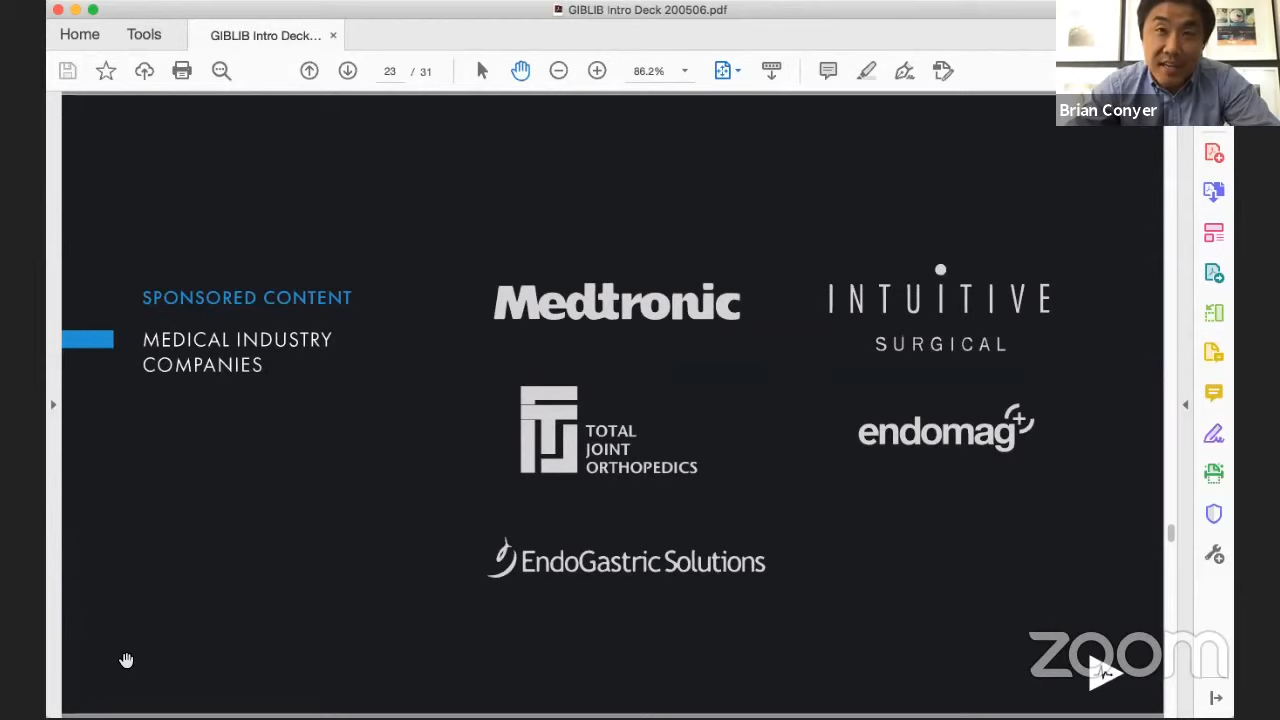 GIBLIB Intro Deck 200506.pdf
Home
Tools
GIBLIB Intro Deck...
×
23 / 31
86.2%
Brian Conyer
SPONSORED CONTENT
MEDICAL INDUSTRY
COMPANIES
Medtronic
INTUITIVE
SURGICAL
TOTAL
JOINT
ORTHOPEDICS
endomag
EndoGastric Solutions
zoom